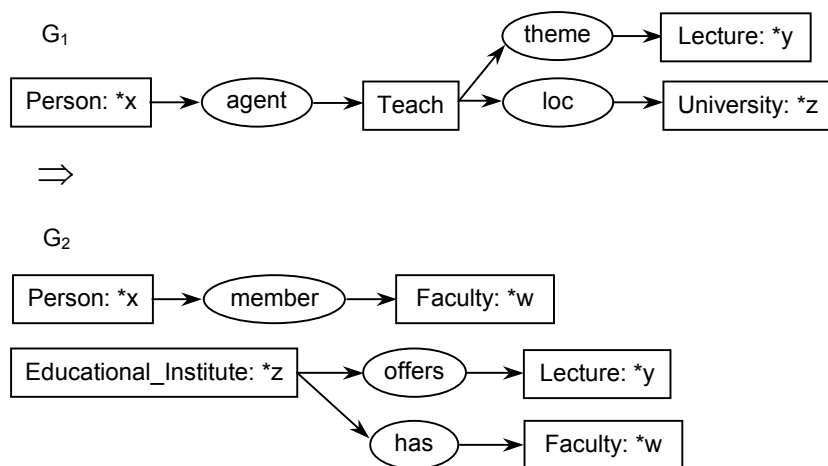 G₁
theme
Lecture: *y
Person: *x agent Teach loc University: *z
⇒
G₂
Person: *x member Faculty: *w
Educational_Institute: *z offers Lecture: *y
has Faculty: *w